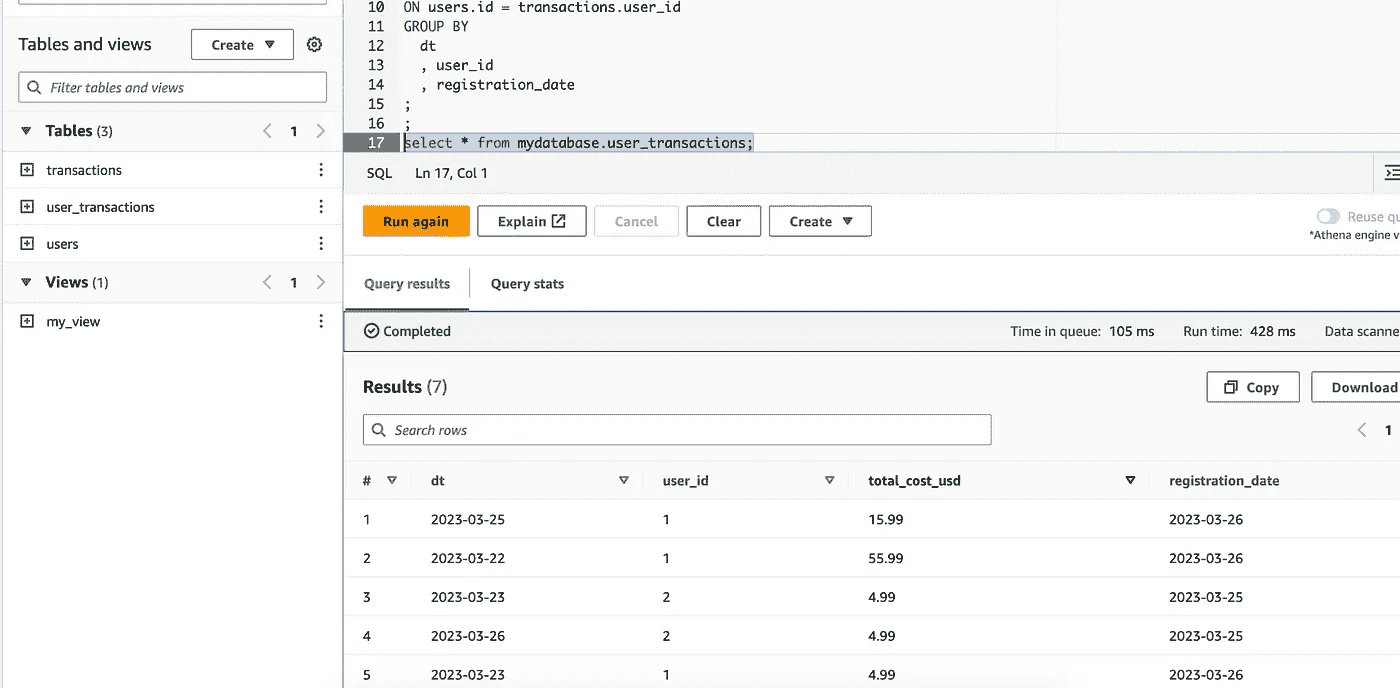 Tables and views
Create
Filter tables and views
Tables (3)
1
transactions
user_transactions
users
Views (1)
1
my_view
10 ON users.id = transactions.user_id
11 GROUP BY
12 dt
13 , user_id
14 , registration_date
15 ;
16 ;
17 select * from mydatabase.user_transactions;
SQL Ln 17, Col 1
Run again Explain Cancel Clear Create
Reuse qu
*Athena engine v
Query results Query stats
Completed Time in queue: 105 ms Run time: 428 ms Data scanne
Results (7) Copy Download
Search rows
1
# dt user_id total_cost_usd registration_date
1 2023-03-25 1 15.99 2023-03-26
2 2023-03-22 1 55.99 2023-03-26
3 2023-03-23 2 4.99 2023-03-25
4 2023-03-26 2 4.99 2023-03-25
5 2023-03-23 1 4.99 2023-03-26